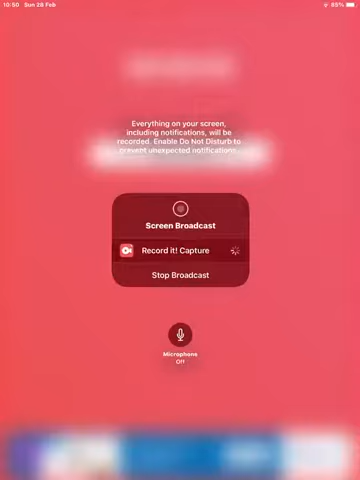 10:50 Sun 28 Feb
89%
Everything on your screen,
including notifications, will be
recorded. Enable Do Not Disturb to
prevent unexpected notifications.
Screen Broadcast
Record it! Capture
Stop Broadcast
Microphone
Off